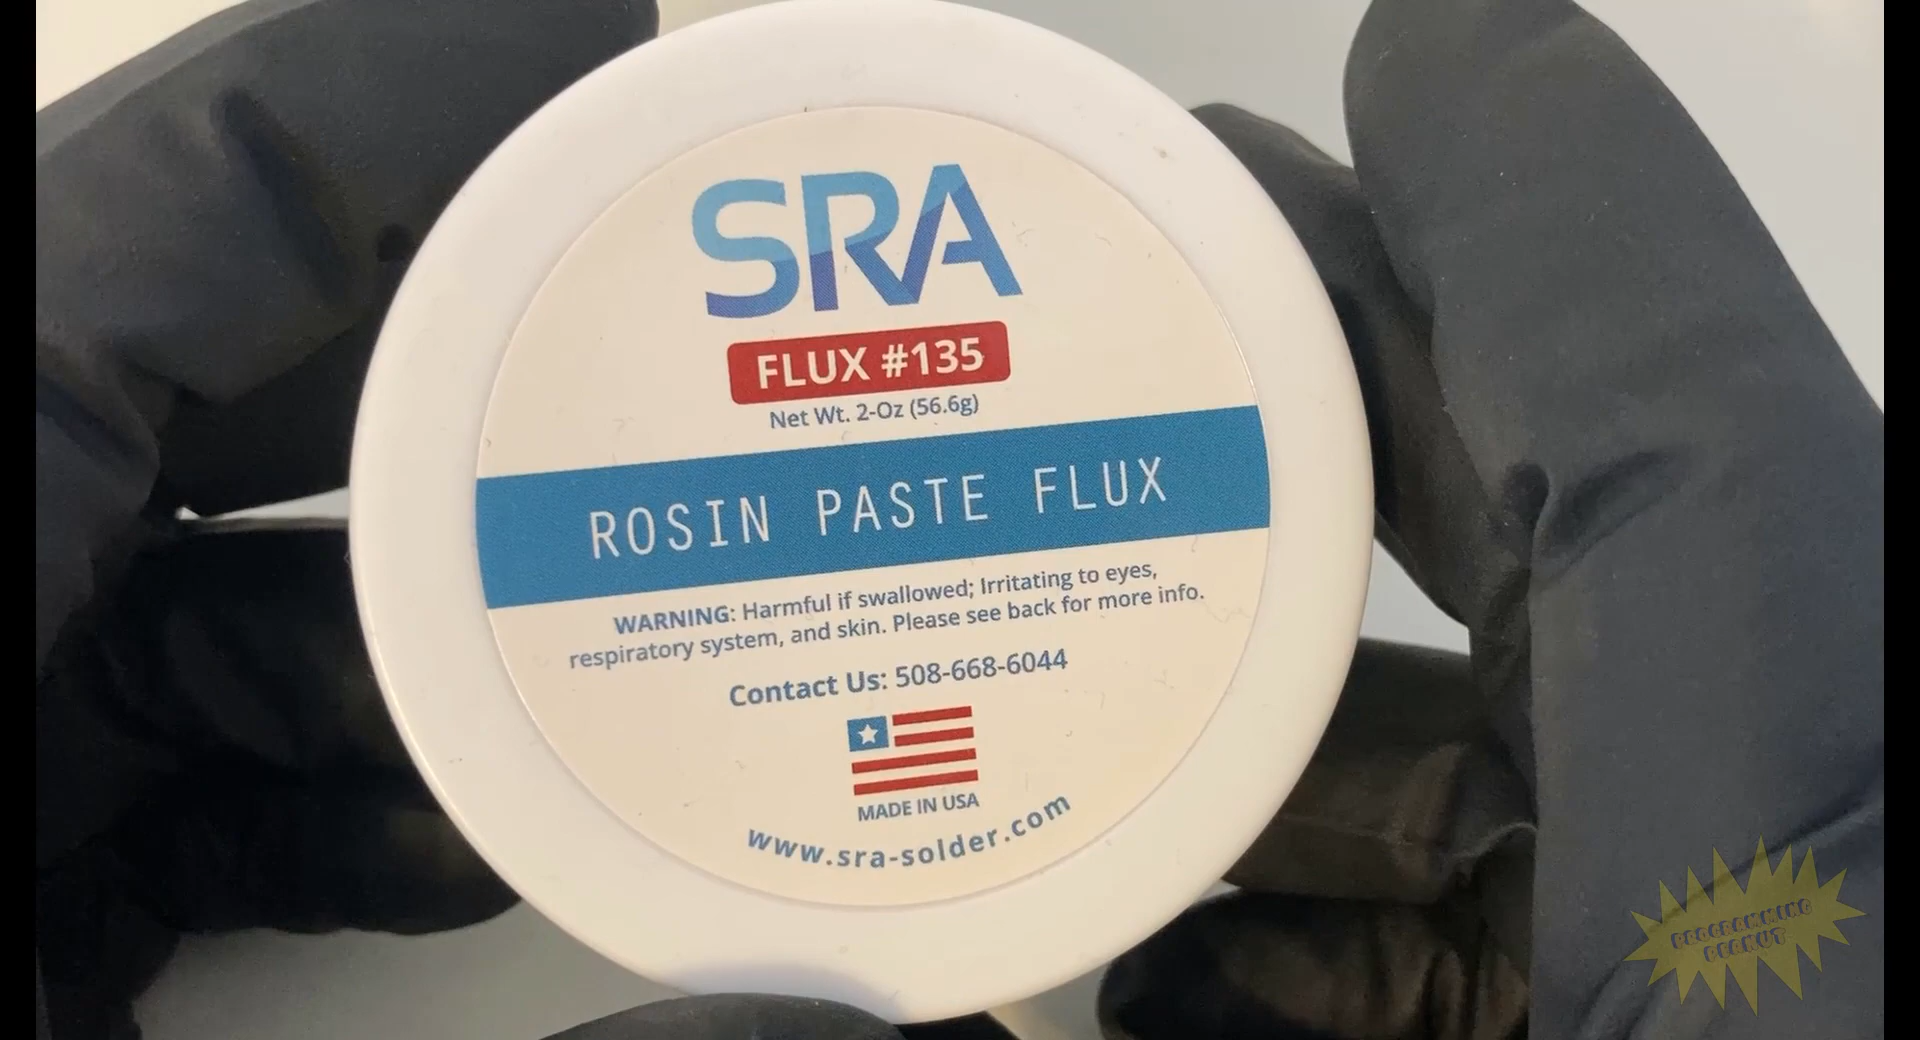 SRA
FLUX #135
Net Wt. 2-Oz (56.6g)
ROSIN PASTE FLUX
WARNING: Harmful if swallowed; Irritating to eyes,
respiratory system, and skin. Please see back for more info.
Contact Us: 508-668-6044
MADE IN USA
www.sra-solder.com
PROGRAMMING
PEANUT